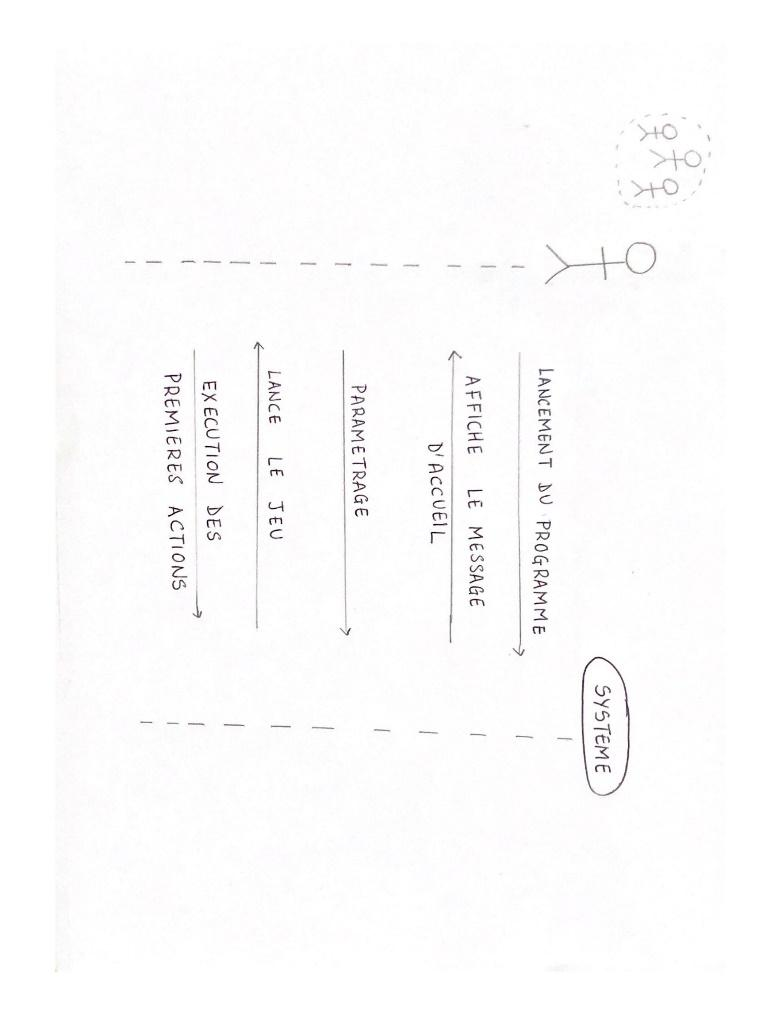 SYSTEME
LANCEMENT DU PROGRAMME
AFFICHE LE MESSAGE
D'ACCUEIL
PARAMETRAGE
LANCE LE JEU
EXECUTION DES
PREMIERES ACTIONS